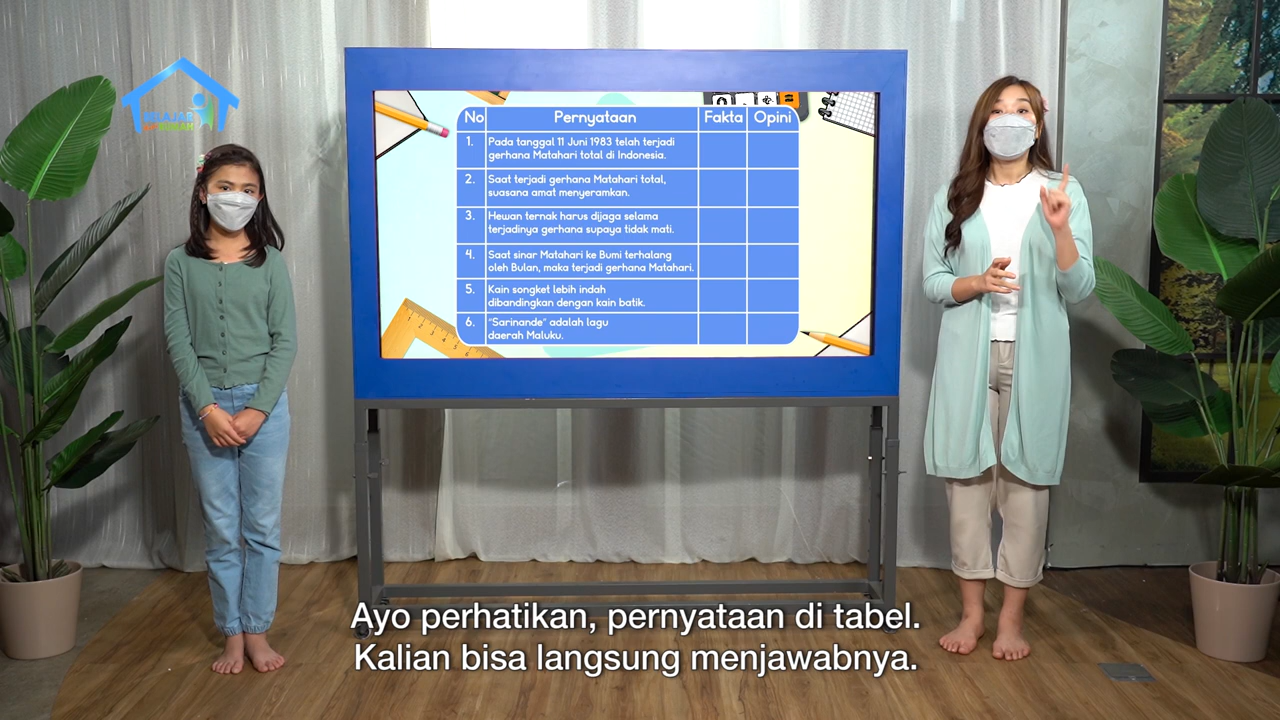 BELAJAR
DARI RUMAH
No Pernyataan Fakta Opini
1. Pada tanggal 11 Juni 1983 telah terjadi
gerhana Matahari total di Indonesia.
2. Saat terjadi gerhana Matahari total,
suasana amat menyeramkan.
3. Hewan ternak harus dijaga selama
terjadinya gerhana supaya tidak mati.
4. Saat sinar Matahari ke Bumi terhalang
oleh Bulan, maka terjadi gerhana Matahari.
5. Kain songket lebih indah
dibandingkan dengan kain batik.
6. "Sarinande" adalah lagu
daerah Maluku.
Ayo perhatikan, pernyataan di tabel.
Kalian bisa langsung menjawabnya.